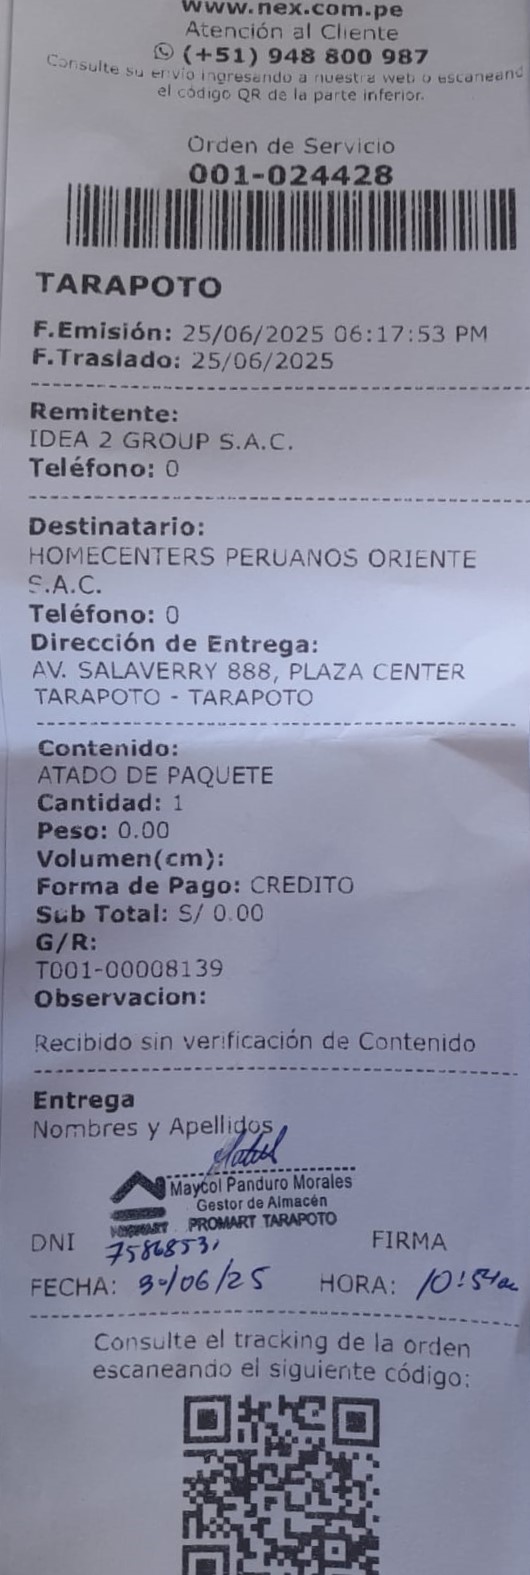 www.nex.com.pe
Atención al Cliente
(+51) 948 800 987
Consulte su envío ingresando a nuestra web o escaneand
el código QR de la parte inferior.
Orden de Servicio
001-024428
TARAPOTO
F.Emisión: 25/06/2025 06:17:53 PM
F.Traslado: 25/06/2025
Remitente:
IDEA 2 GROUP S.A.C.
Teléfono: 0
Destinatario:
HOMECENTERS PERUANOS ORIENTE
S.A.C.
Teléfono: 0
Dirección de Entrega:
AV. SALAVERRY 888, PLAZA CENTER
TARAPOTO - TARAPOTO
Contenido:
ATADO DE PAQUETE
Cantidad: 1
Peso: 0.00
Volumen(cm):
Forma de Pago: CREDITO
Sub Total: S/ 0.00
G/R:
T001-00008139
Observacion:
Recibido sin verificación de Contenido
Entrega
Nombres y Apellidos
Maycol Panduro Morales
Gestor de Almacén
PROMART TARAPOTO
DNI FIRMA
FECHA: 30/06/25 HORA: 10:54am
Consulte el tracking de la orden
escaneando el siguiente código: